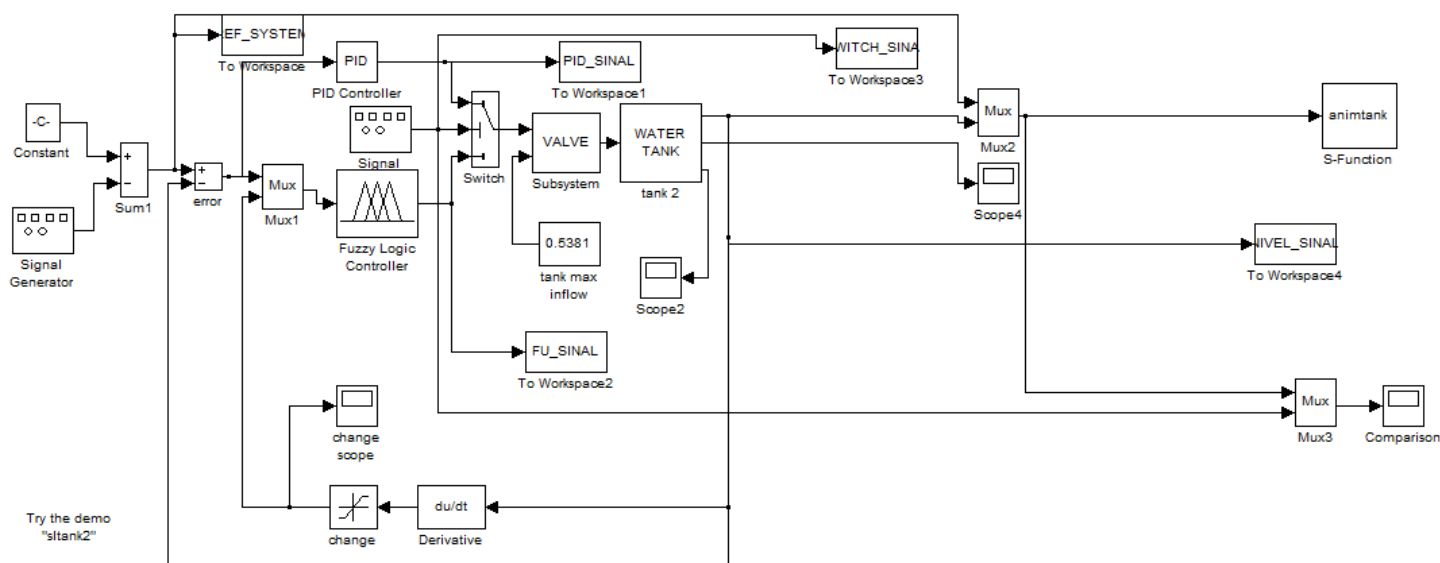 EF_SYSTEM
To Workspace
PID
PID Controller
PID_SINAL
To Workspace1
WITCH_SINA
To Workspace3
-C-
Constant
Signal
Switch
VALVE
Subsystem
WATER
TANK
tank 2
Mux
Mux2
animtank
S-Function
Sum1
error
Mux
Mux1
Fuzzy Logic
Controller
Signal
Generator
0.5381
tank max
inflow
Scope2
Scope4
NIVEL_SINAL
To Workspace4
FU_SINAL
To Workspace2
change
scope
Mux
Mux3
Comparison
Try the demo
"sltank2"
change
du/dt
Derivative